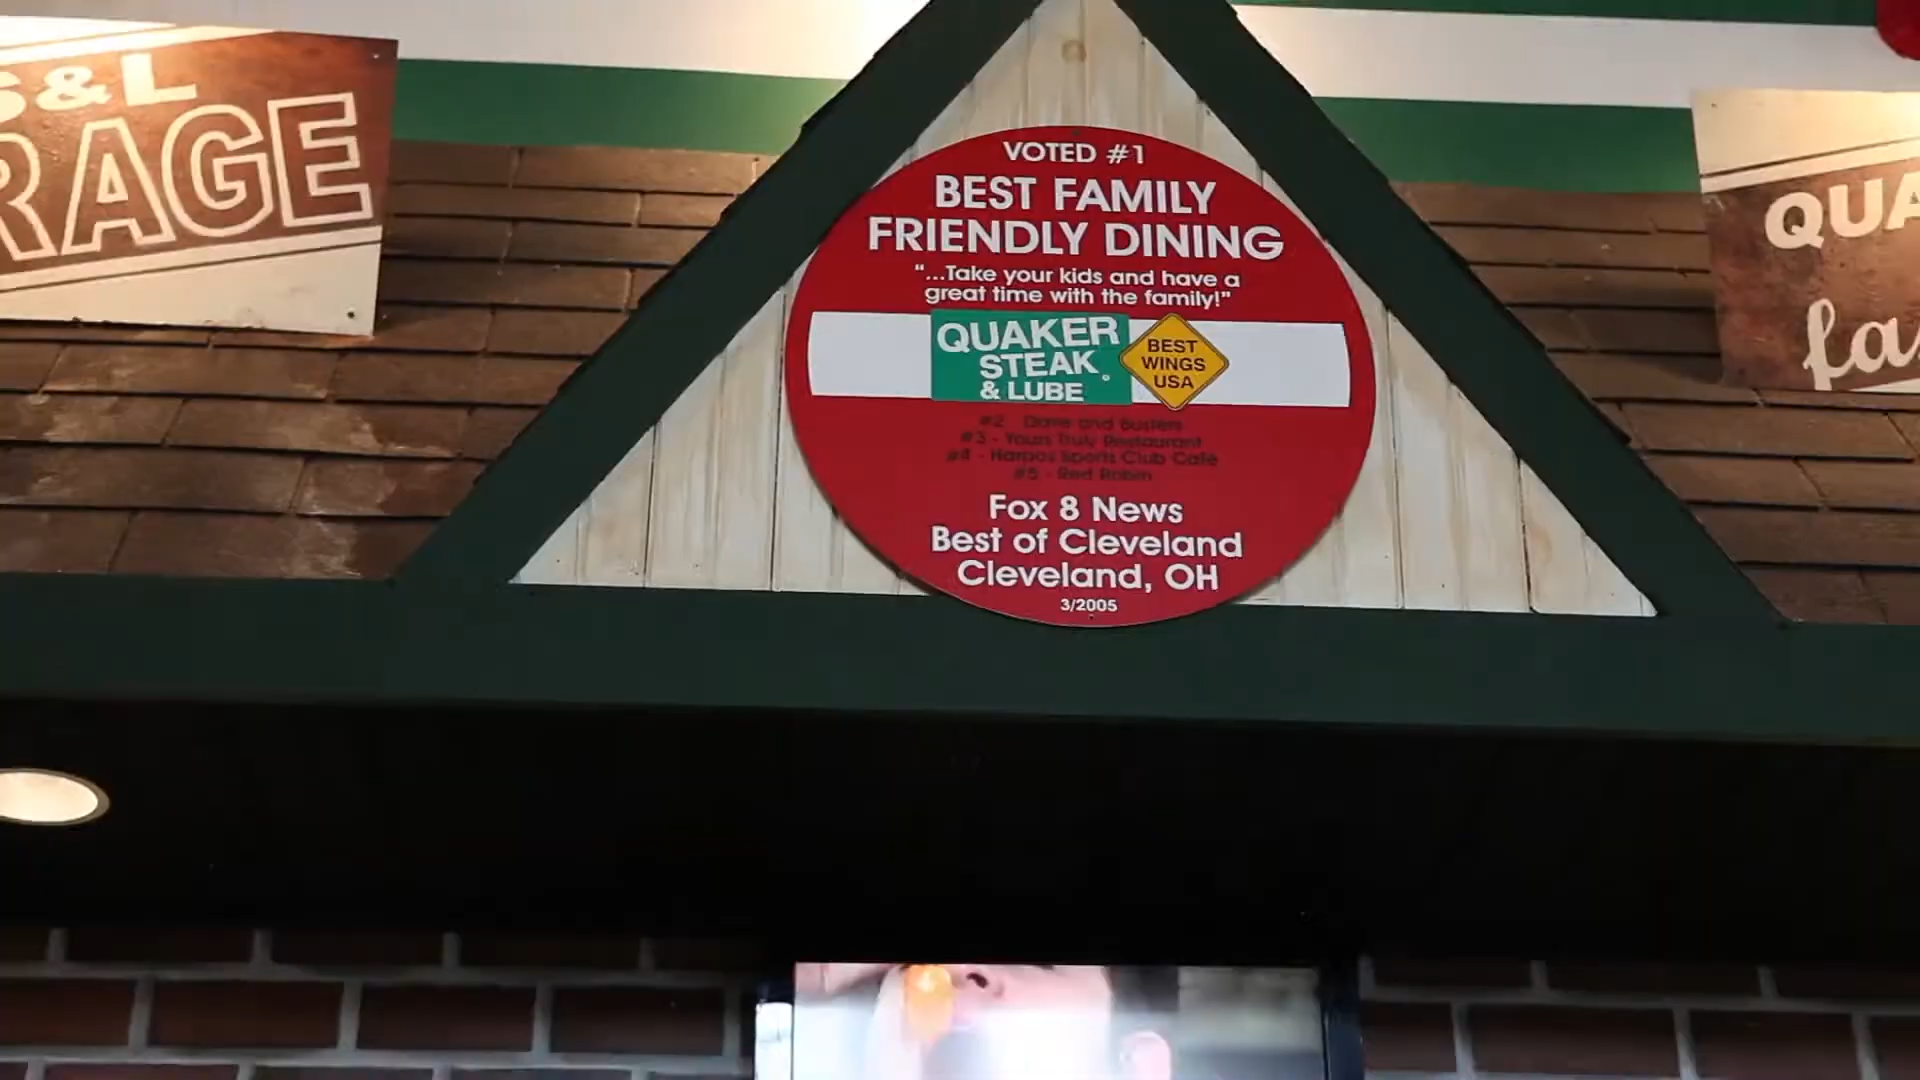 S&L
RAGE
VOTED #1
BEST FAMILY
FRIENDLY DINING
“...Take your kids and have a
great time with the family!”
QUAKER
STEAK
& LUBE
BEST
WINGS
USA
#2 - Dave and Busters
#3 - Yours Truly Restaurant
#4 - Harpos Sports Club Cafe
#5 - Red Robin
Fox 8 News
Best of Cleveland
Cleveland, OH
3/2005
QUA
fa